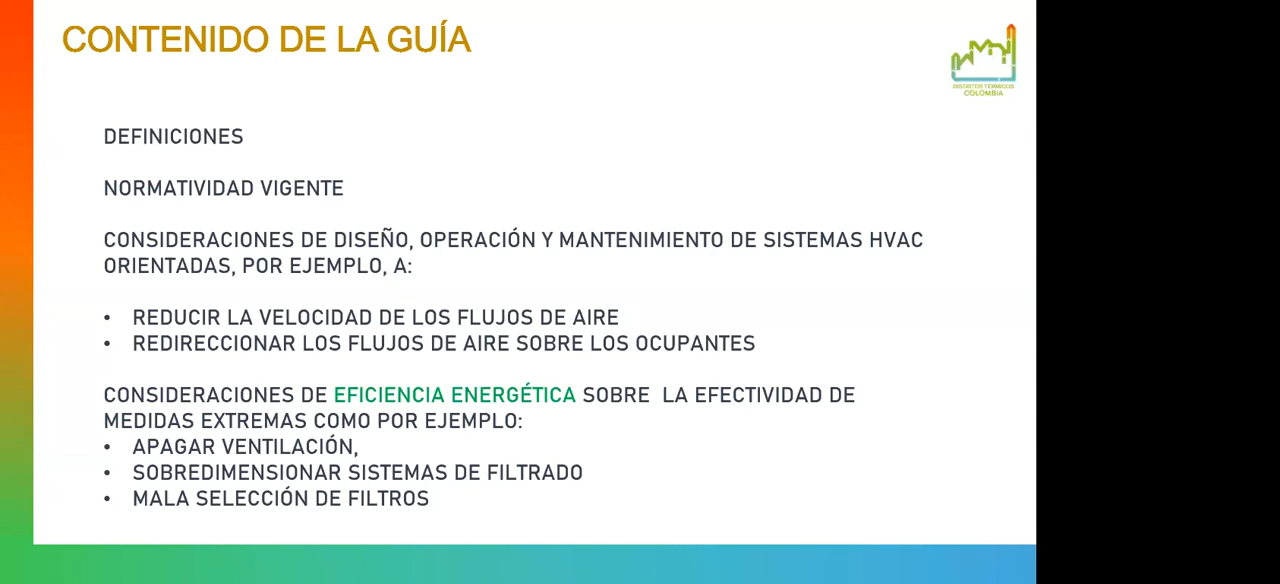 CONTENIDO DE LA GUÍA
DISTRITOS TÉRMICOS
COLOMBIA
DEFINICIONES
NORMATIVIDAD VIGENTE
CONSIDERACIONES DE DISEÑO, OPERACIÓN Y MANTENIMIENTO DE SISTEMAS HVAC
ORIENTADAS, POR EJEMPLO, A:
• REDUCIR LA VELOCIDAD DE LOS FLUJOS DE AIRE
• REDIRECCIONAR LOS FLUJOS DE AIRE SOBRE LOS OCUPANTES
CONSIDERACIONES DE EFICIENCIA ENERGÉTICA SOBRE LA EFECTIVIDAD DE
MEDIDAS EXTREMAS COMO POR EJEMPLO:
• APAGAR VENTILACIÓN,
• SOBREDIMENSIONAR SISTEMAS DE FILTRADO
• MALA SELECCIÓN DE FILTROS